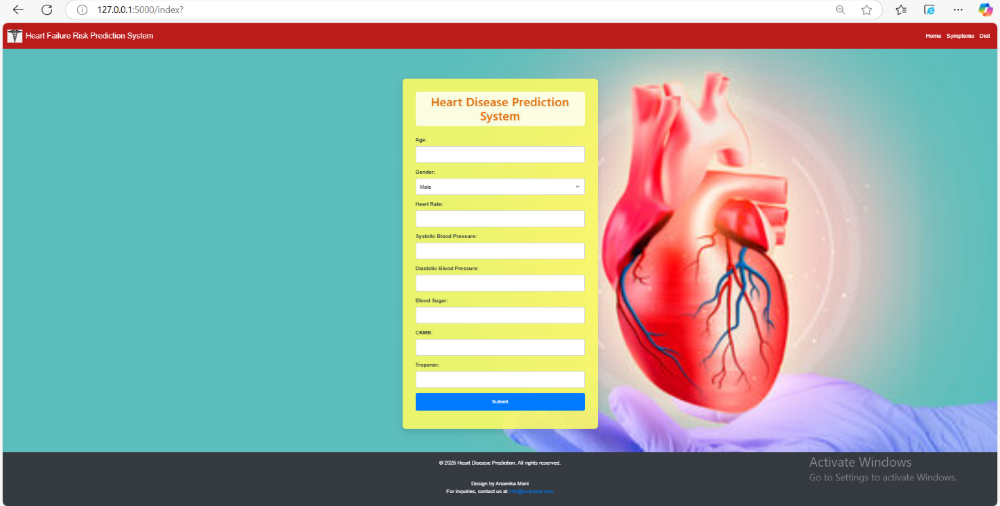 127.0.0.1:5000/index?
Heart Failure Risk Prediction System
Home Symptoms Diet
Heart Disease Prediction
System
Age:
Gender:
Male
Heart Rate:
Systolic Blood Pressure:
Diastolic Blood Pressure:
Blood Sugar:
CKMB:
Troponin:
Submit
© 2025 Heart Disease Prediction. All rights reserved.
Activate Windows
Go to Settings to activate Windows.
Design by Anamika Mani
For inquiries, contact us at info@example.com